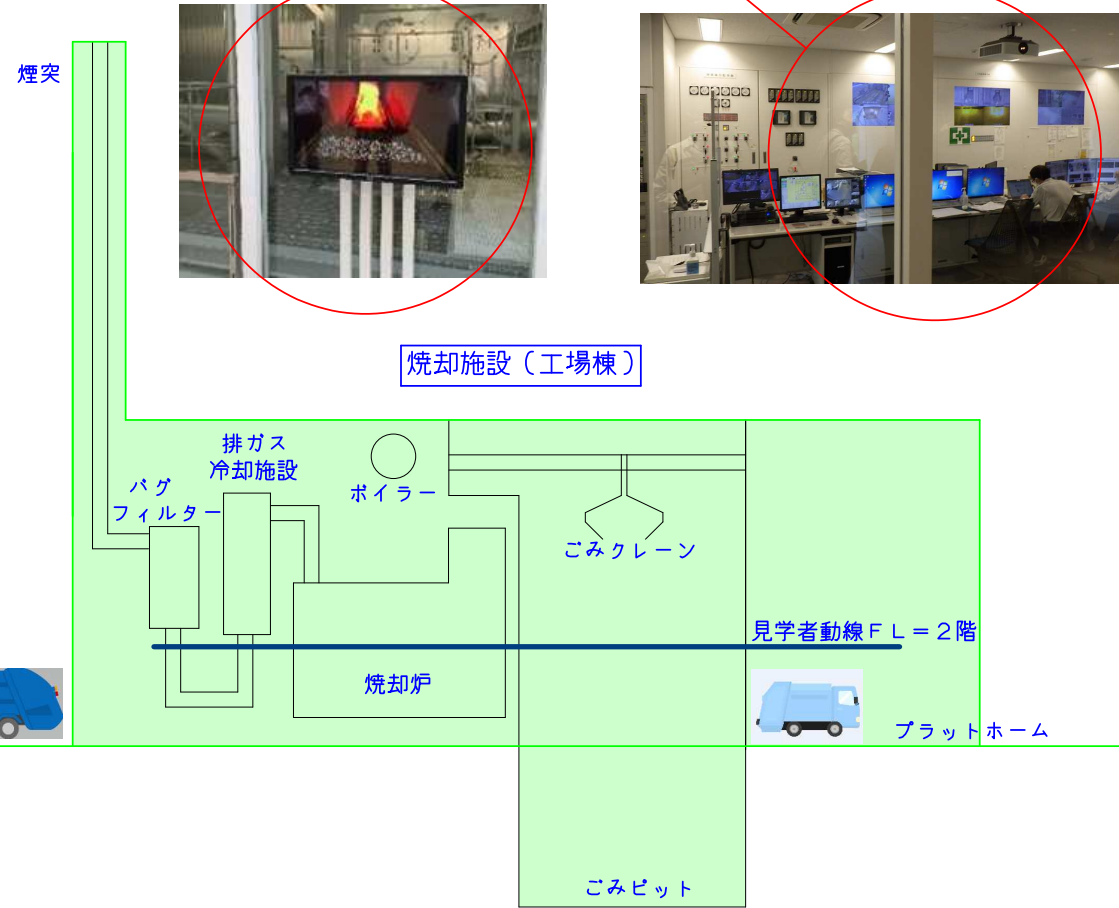 煙突
焼却施設（工場棟）
排ガス
冷却施設
バグ
フィルター
ボイラー
ごみクレーン
見学者動線ＦＬ＝２階
焼却炉
プラットホーム
ごみピット